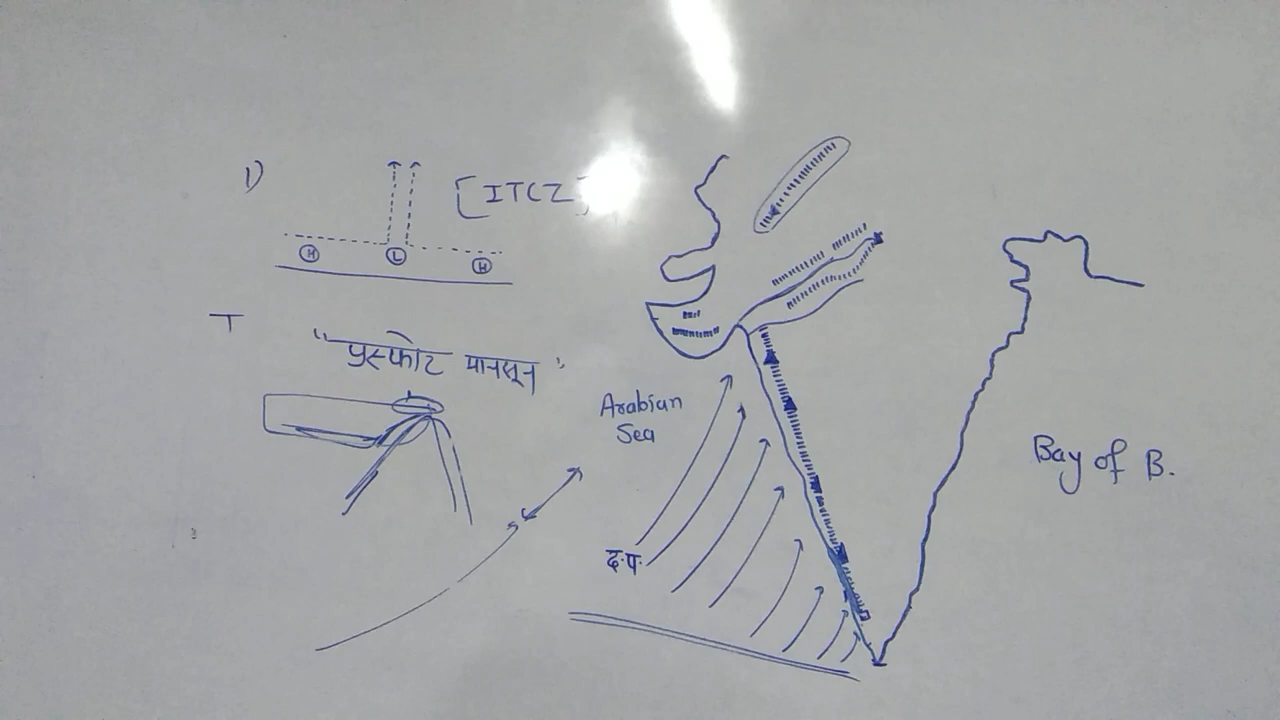 1)
[ITCZ]
H L H
T
"प्रस्फोट मानसून"
Arabian
Sea
Bay of B.
द.प.